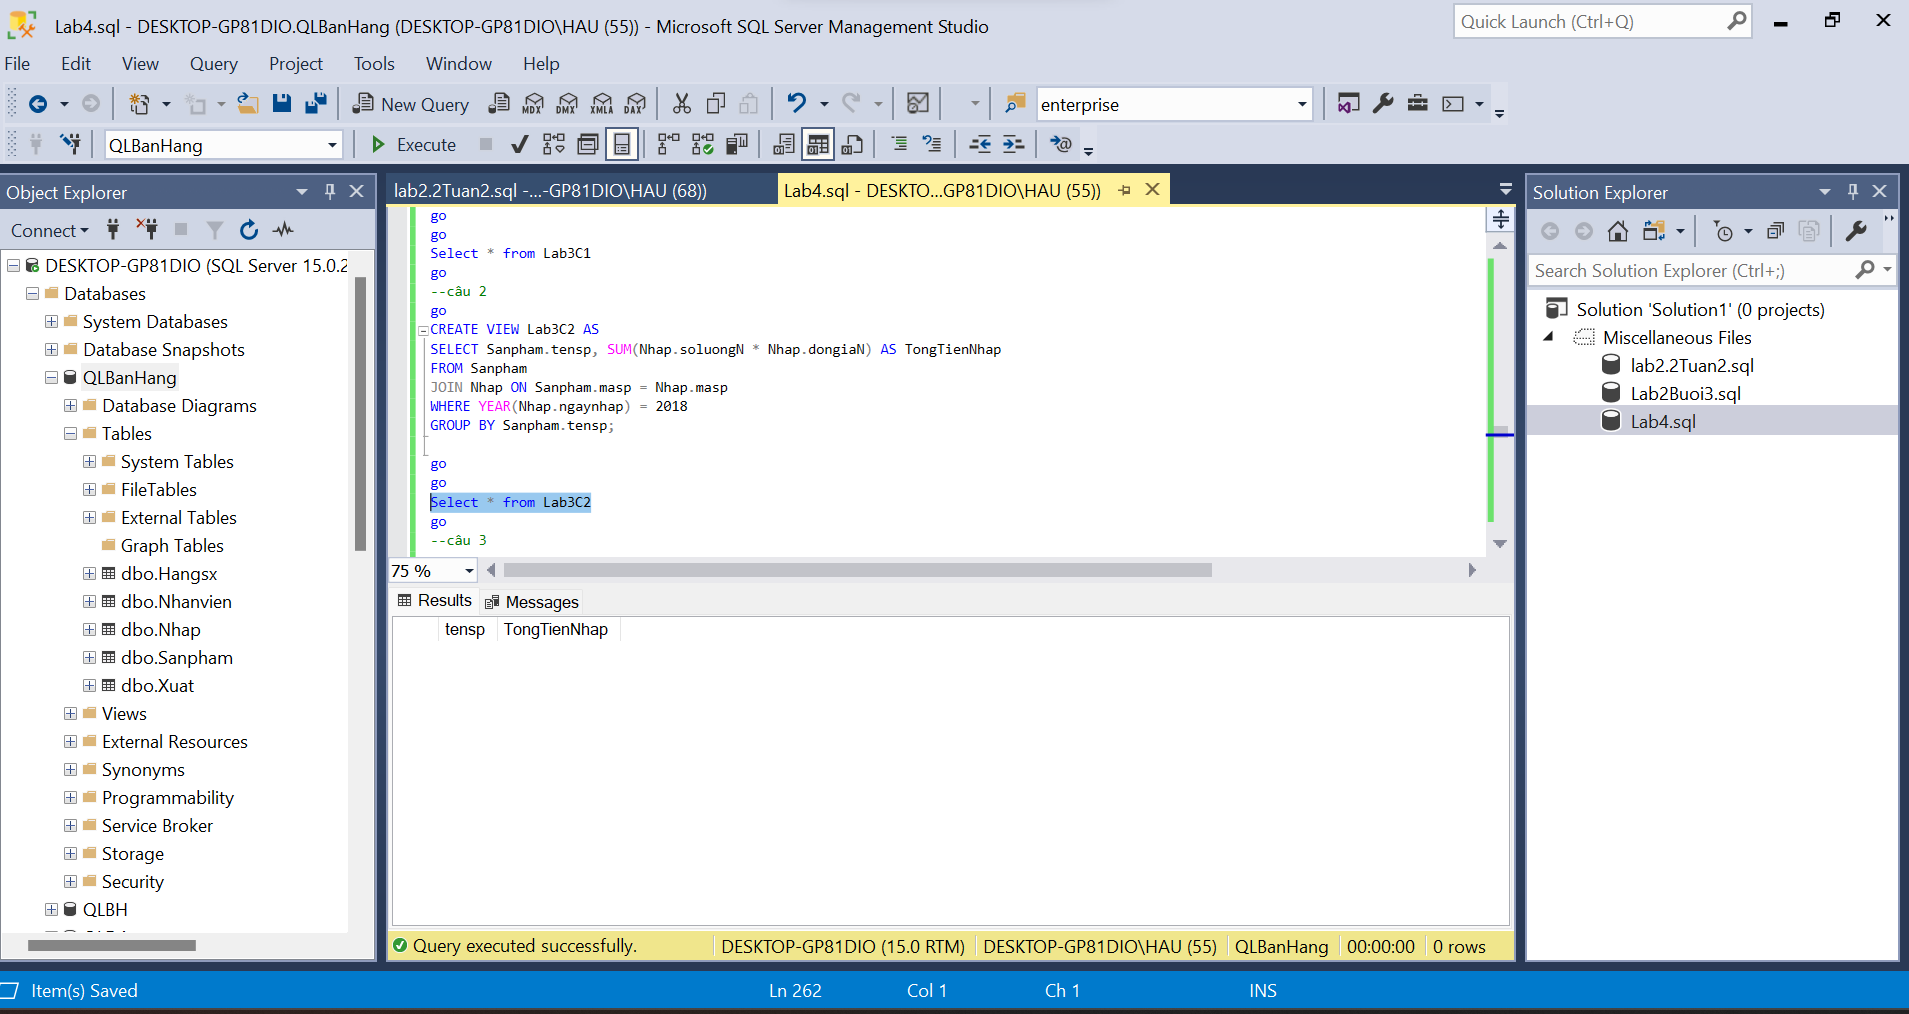 Lab4.sql - DESKTOP-GP81DIO.QLBanHang (DESKTOP-GP81DIO\HAU (55)) - Microsoft SQL Server Management Studio
Quick Launch (Ctrl+Q)
File Edit View Query Project Tools Window Help
New Query MDX DMX XMLA DAX enterprise
QLBanHang Execute
Object Explorer
Connect
DESKTOP-GP81DIO (SQL Server 15.0.2
Databases
System Databases
Database Snapshots
QLBanHang
Database Diagrams
Tables
System Tables
FileTables
External Tables
Graph Tables
dbo.Hangsx
dbo.Nhanvien
dbo.Nhap
dbo.Sanpham
dbo.Xuat
Views
External Resources
Synonyms
Programmability
Service Broker
Storage
Security
QLBH
lab2.2Tuan2.sql -...-GP81DIO\HAU (68))
Lab4.sql - DESKTO...GP81DIO\HAU (55))
go
go
Select * from Lab3C1
go
--câu 2
go
CREATE VIEW Lab3C2 AS
SELECT Sanpham.tensp, SUM(Nhap.soluongN * Nhap.dongiaN) AS TongTienNhap
FROM Sanpham
JOIN Nhap ON Sanpham.masp = Nhap.masp
WHERE YEAR(Nhap.ngaynhap) = 2018
GROUP BY Sanpham.tensp;
go
go
Select * from Lab3C2
go
--câu 3
75 %
Results Messages
tensp TongTienNhap
Query executed successfully. DESKTOP-GP81DIO (15.0 RTM) DESKTOP-GP81DIO\HAU (55) QLBanHang 00:00:00 0 rows
Solution Explorer
Search Solution Explorer (Ctrl+;)
Solution 'Solution1' (0 projects)
Miscellaneous Files
lab2.2Tuan2.sql
Lab2Buoi3.sql
Lab4.sql
Item(s) Saved Ln 262 Col 1 Ch 1 INS